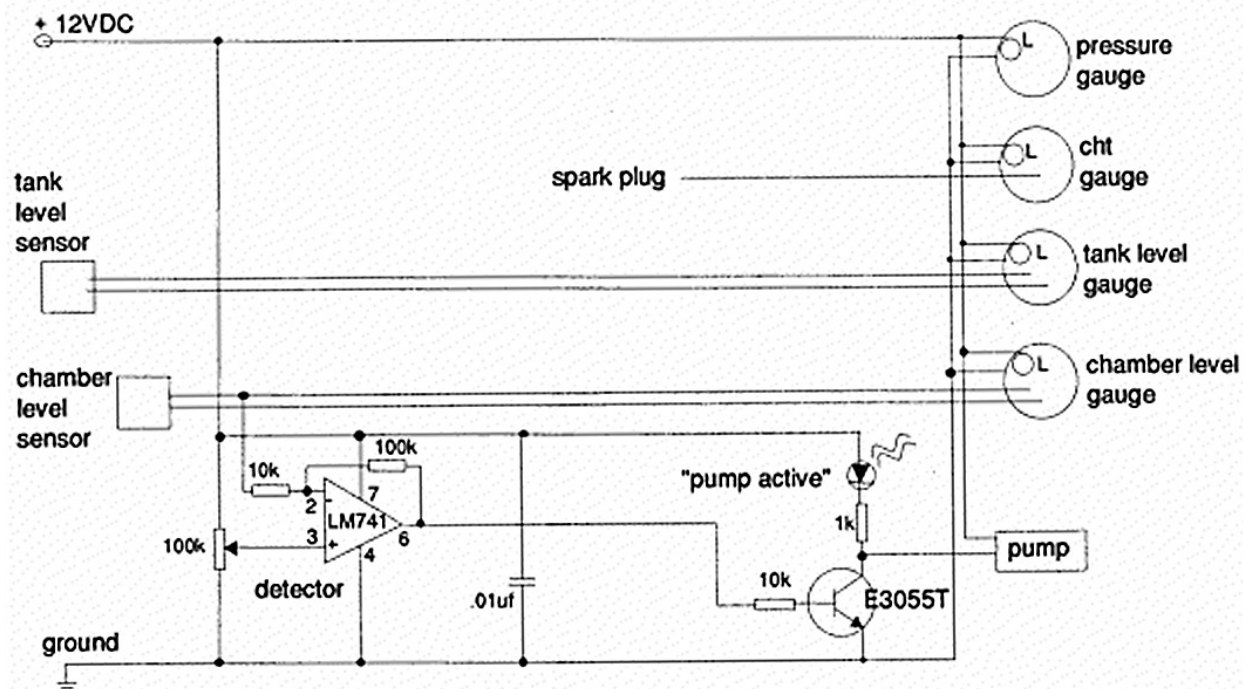 + 12VDC
L
pressure
gauge
L
cht
gauge
spark plug
tank
level
sensor
L
tank level
gauge
chamber
level
sensor
L
chamber level
gauge
100k
10k
"pump active"
2
7
LM741
3
6
4
100k
1k
pump
detector
.01uf
10k
E3055T
ground
-
+